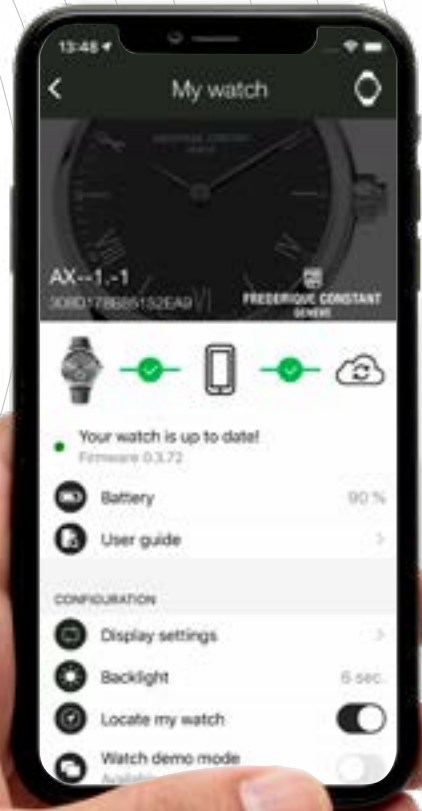 13:48
My watch
AX--1.-1
FREDERIQUE CONSTANT
GENEVE
Your watch is up to date!
Firmware 0.3.72
Battery 90 %
User guide
CONFIGURATION
Display settings
Backlight 6 sec.
Locate my watch
Watch demo mode